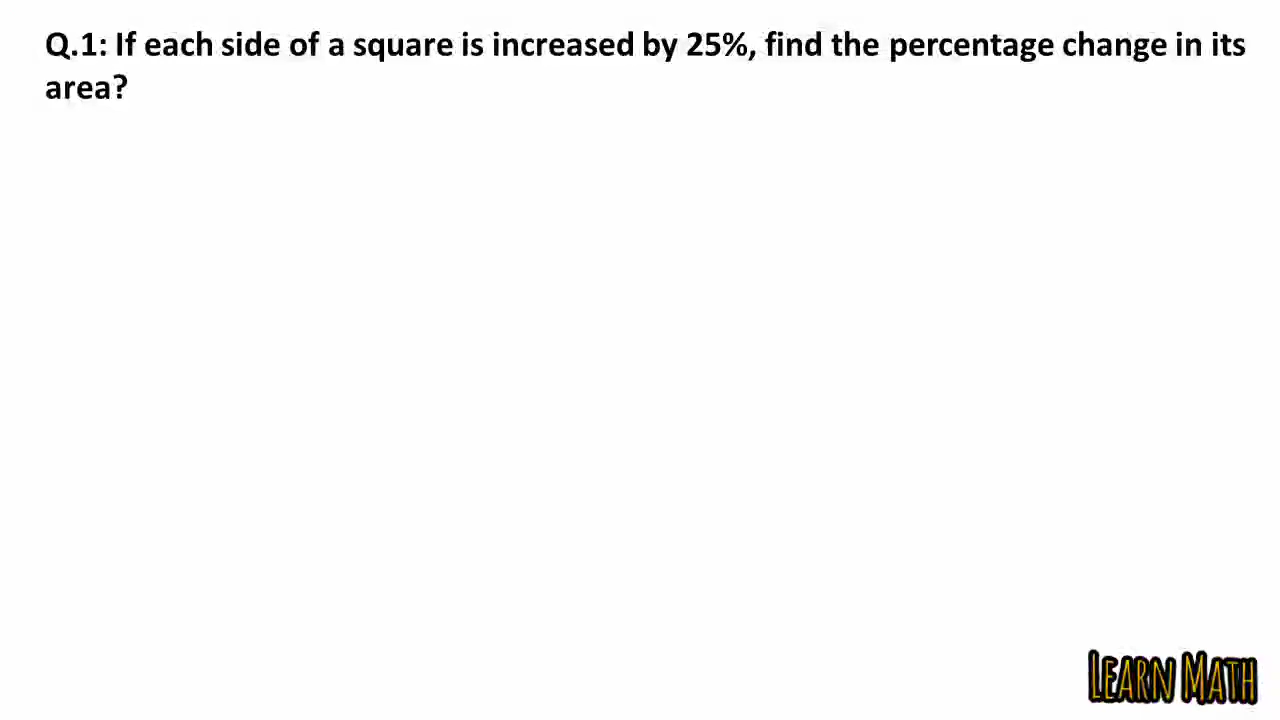 Q.1: If each side of a square is increased by 25%, find the percentage change in its
area?
LEARN MATH